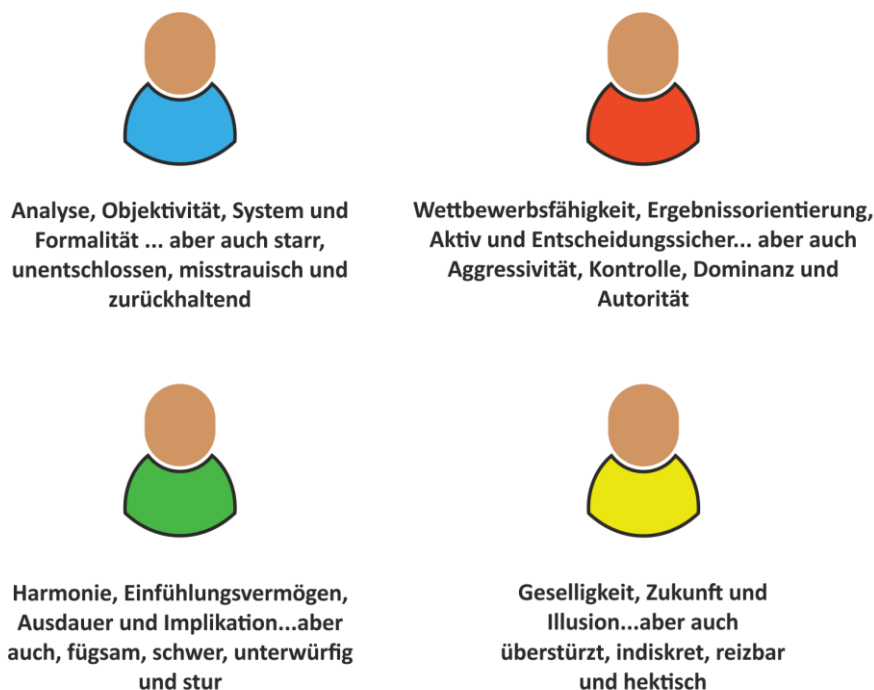 Analyse, Objektivität, System und
Formalität ... aber auch starr,
unentschlossen, misstrauisch und
zurückhaltend
Wettbewerbsfähigkeit, Ergebnissorientierung,
Aktiv und Entscheidungssicher... aber auch
Aggressivität, Kontrolle, Dominanz und
Autorität
Harmonie, Einfühlungsvermögen,
Ausdauer und Implikation...aber
auch, fügsam, schwer, unterwürfig
und stur
Geselligkeit, Zukunft und
Illusion...aber auch
überstürzt, indiskret, reizbar
und hektisch